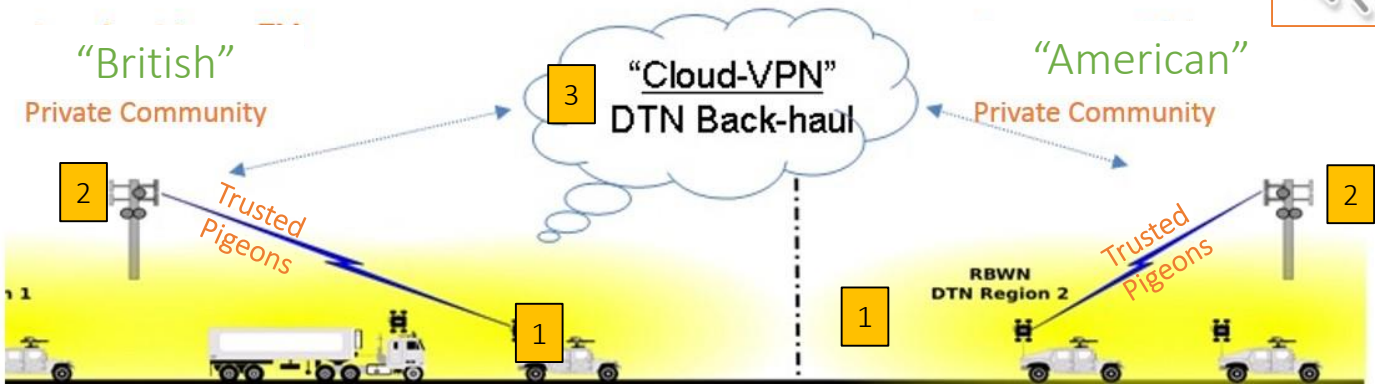 “British”
Private Community
“Cloud-VPN”
DTN Back-haul
“American”
Private Community
3
2
Trusted
Pigeons
1
1
RBWN
DTN Region 2
Trusted
Pigeons
2
n 1